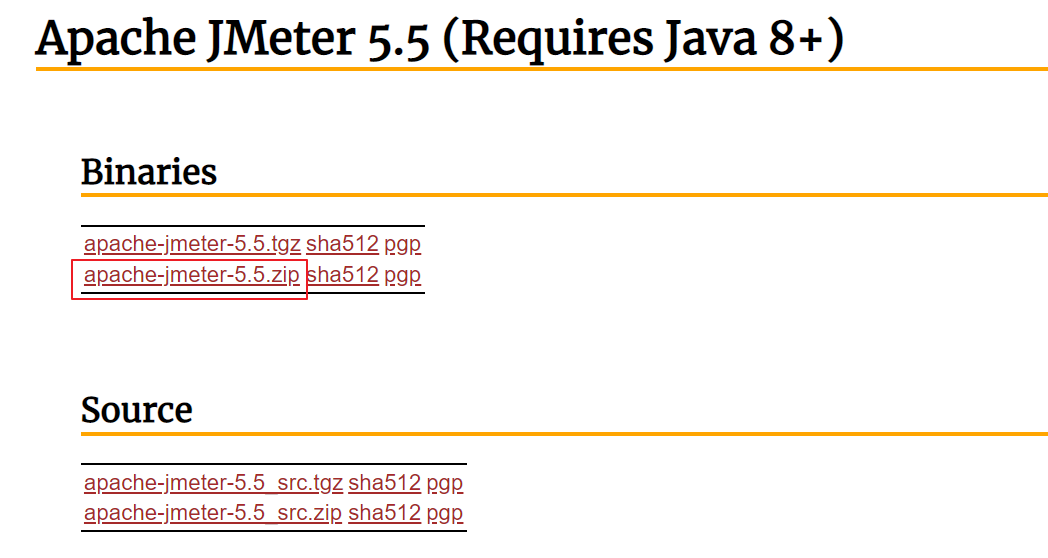 Apache JMeter 5.5 (Requires Java 8+)
Binaries
apache-jmeter-5.5.tgz sha512 pgp
apache-jmeter-5.5.zip sha512 pgp
Source
apache-jmeter-5.5_src.tgz sha512 pgp
apache-jmeter-5.5_src.zip sha512 pgp